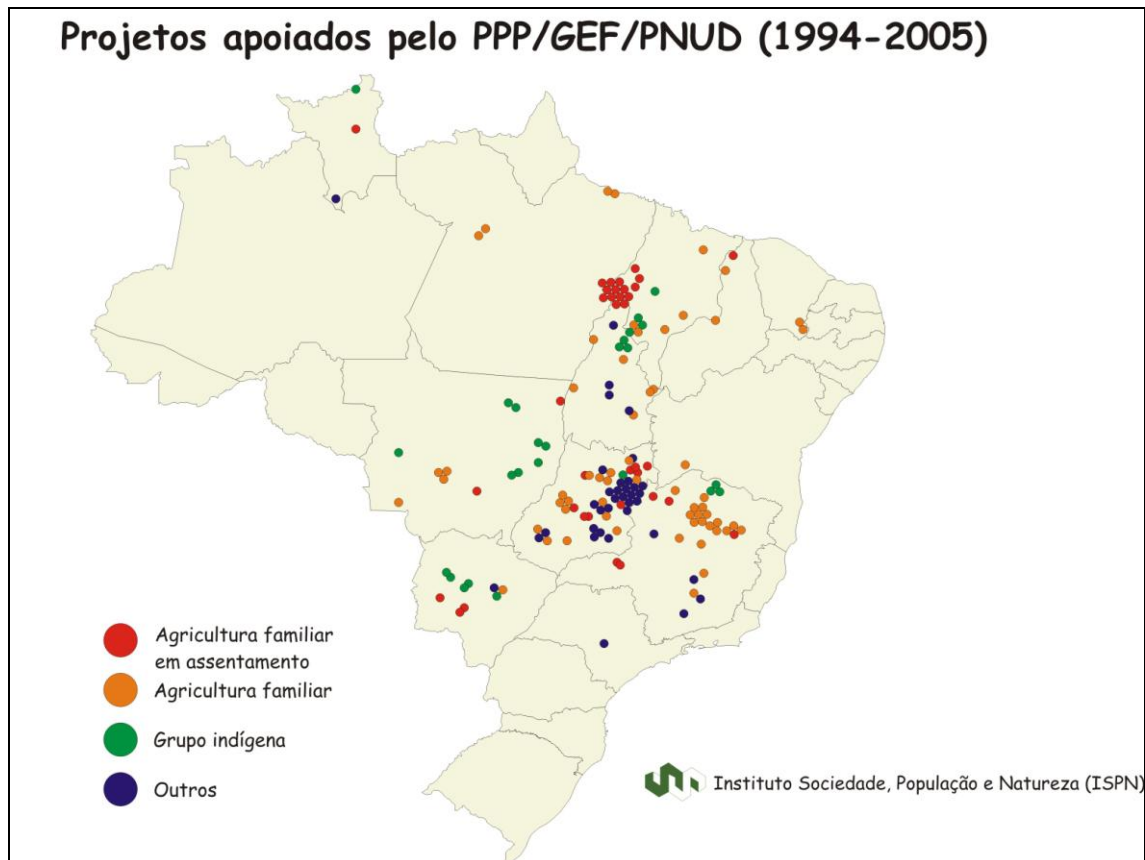 Projetos apoiados pelo PPP/GEF/PNUD (1994-2005)
Agricultura familiar
em assentamento
Agricultura familiar
Grupo indígena
Outros
Instituto Sociedade, População e Natureza (ISPN)